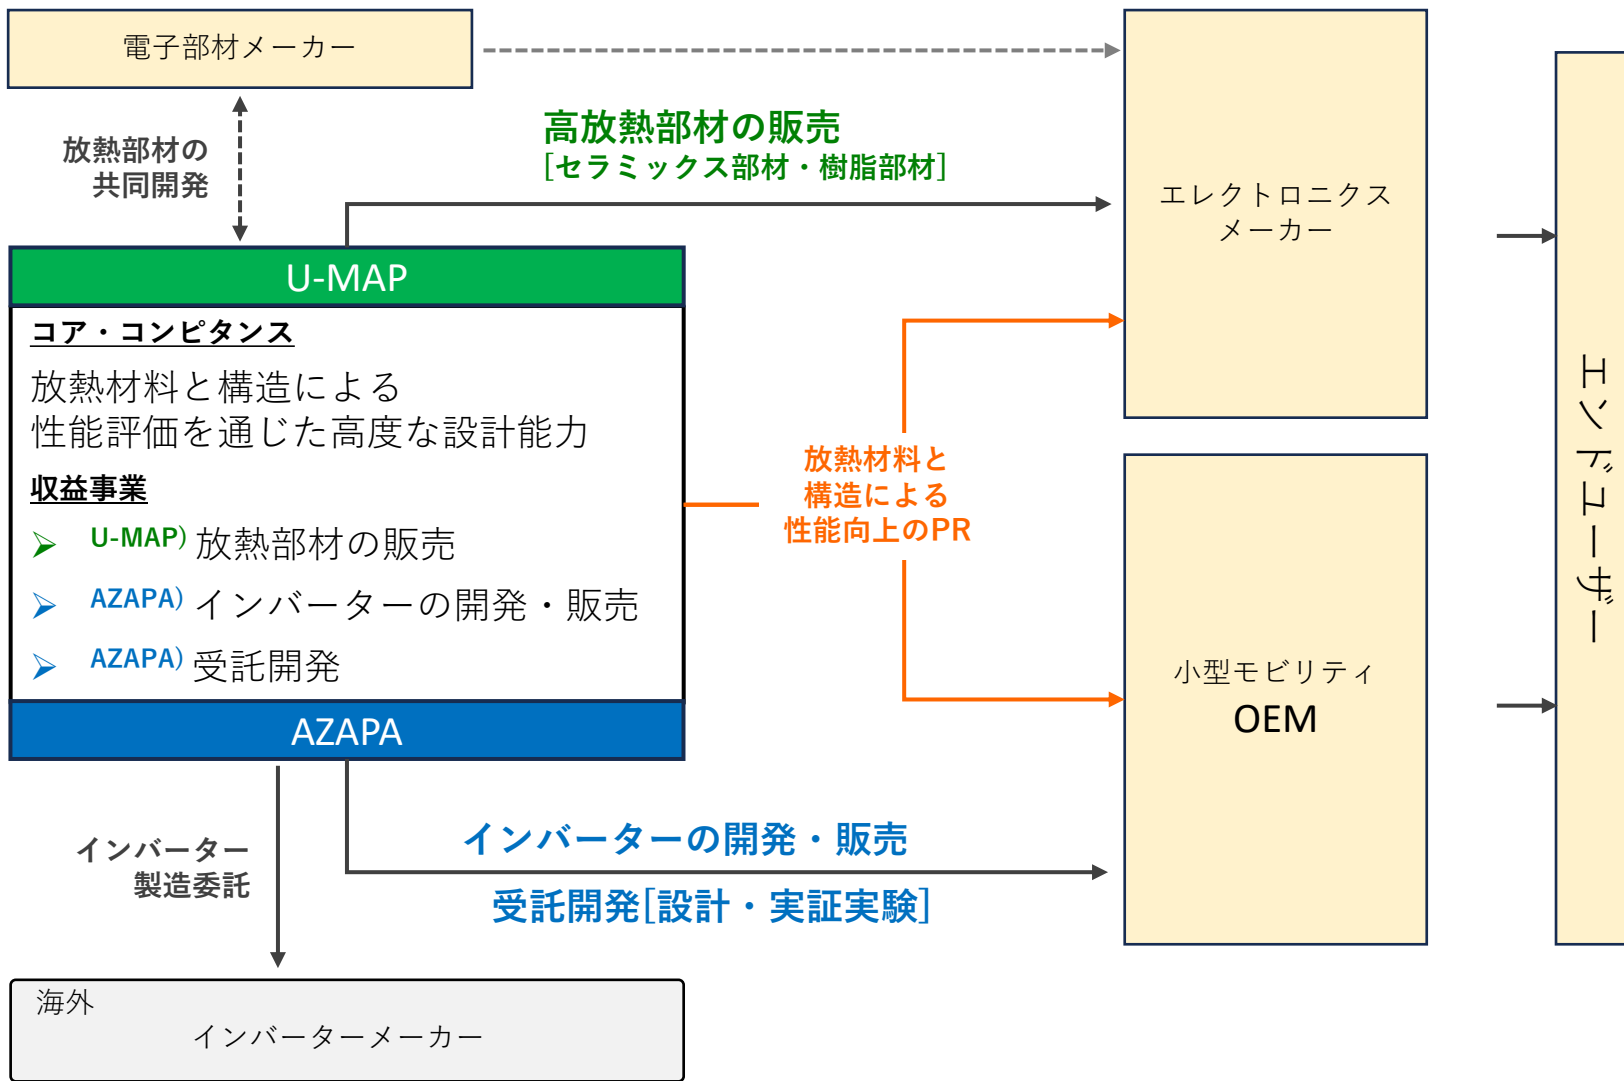 電子部材メーカー
放熱部材の
共同開発
高放熱部材の販売
[セラミックス部材・樹脂部材]
エレクトロニクス
メーカー
U-MAP
コア・コンピタンス
放熱材料と構造による
性能評価を通じた高度な設計能力
収益事業
➢ U-MAP) 放熱部材の販売
➢ AZAPA) インバーターの開発・販売
➢ AZAPA) 受託開発
AZAPA
放熱材料と
構造による
性能向上のPR
小型モビリティ
OEM
エンドユーザー
インバーター
製造委託
インバーターの開発・販売
受託開発[設計・実証実験]
海外
インバーターメーカー